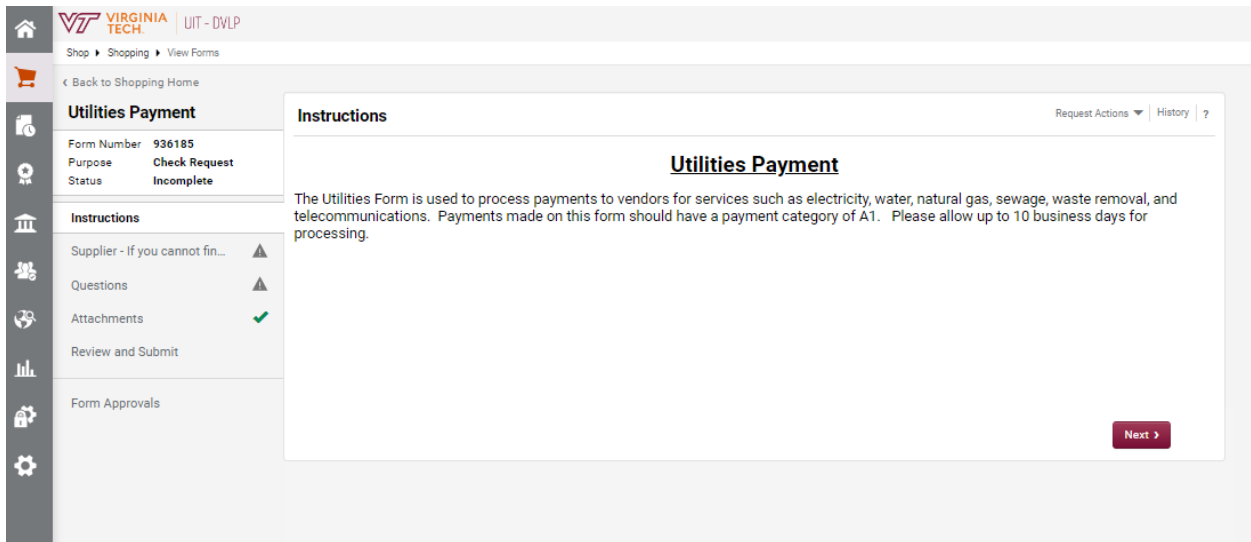 VT VIRGINIA TECH. UIT - DVLP
Shop Shopping View Forms
Back to Shopping Home
Utilities Payment
Form Number 936185
Purpose Check Request
Status Incomplete
Instructions
Supplier - If you cannot fin...
Questions
Attachments
Review and Submit
Form Approvals
Instructions
Request Actions History ?
Utilities Payment
The Utilities Form is used to process payments to vendors for services such as electricity, water, natural gas, sewage, waste removal, and
telecommunications. Payments made on this form should have a payment category of A1. Please allow up to 10 business days for
processing.
Next